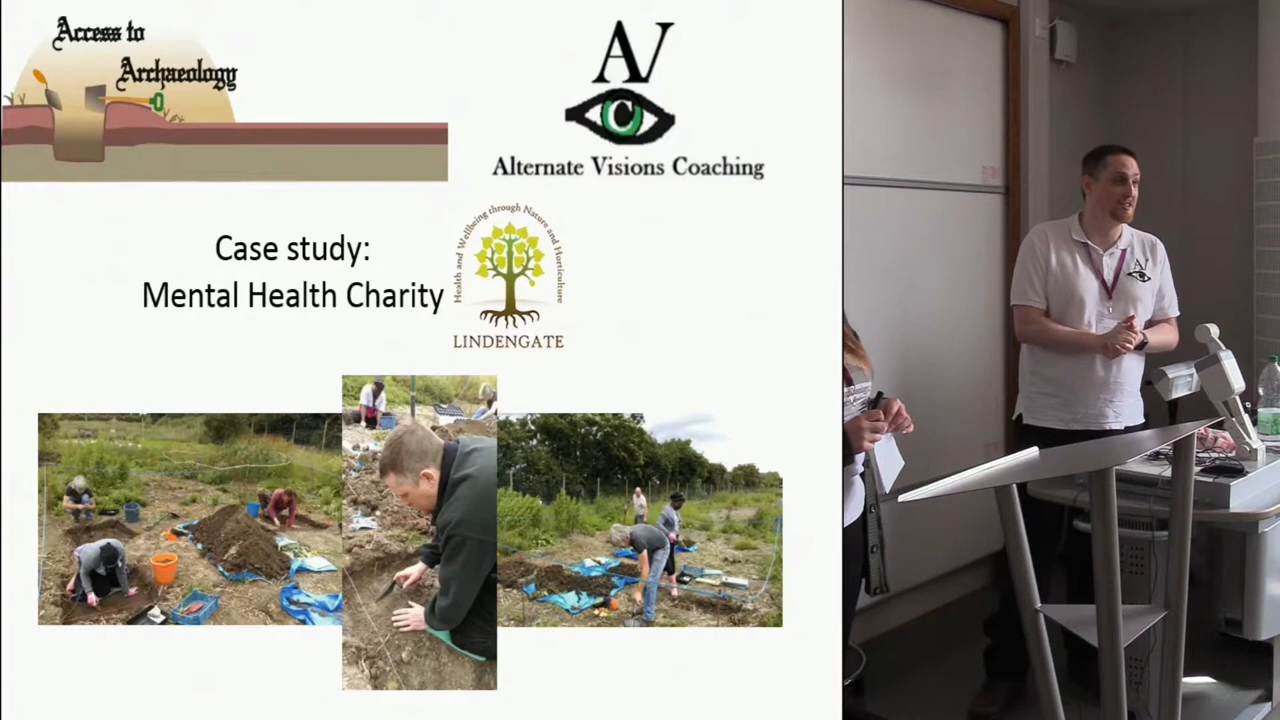 Access to
Archaeology
AV
C
Alternate Visions Coaching
Health and Wellbeing through Nature and Horticulture
Case study:
Mental Health Charity
LINDENGATE
AV